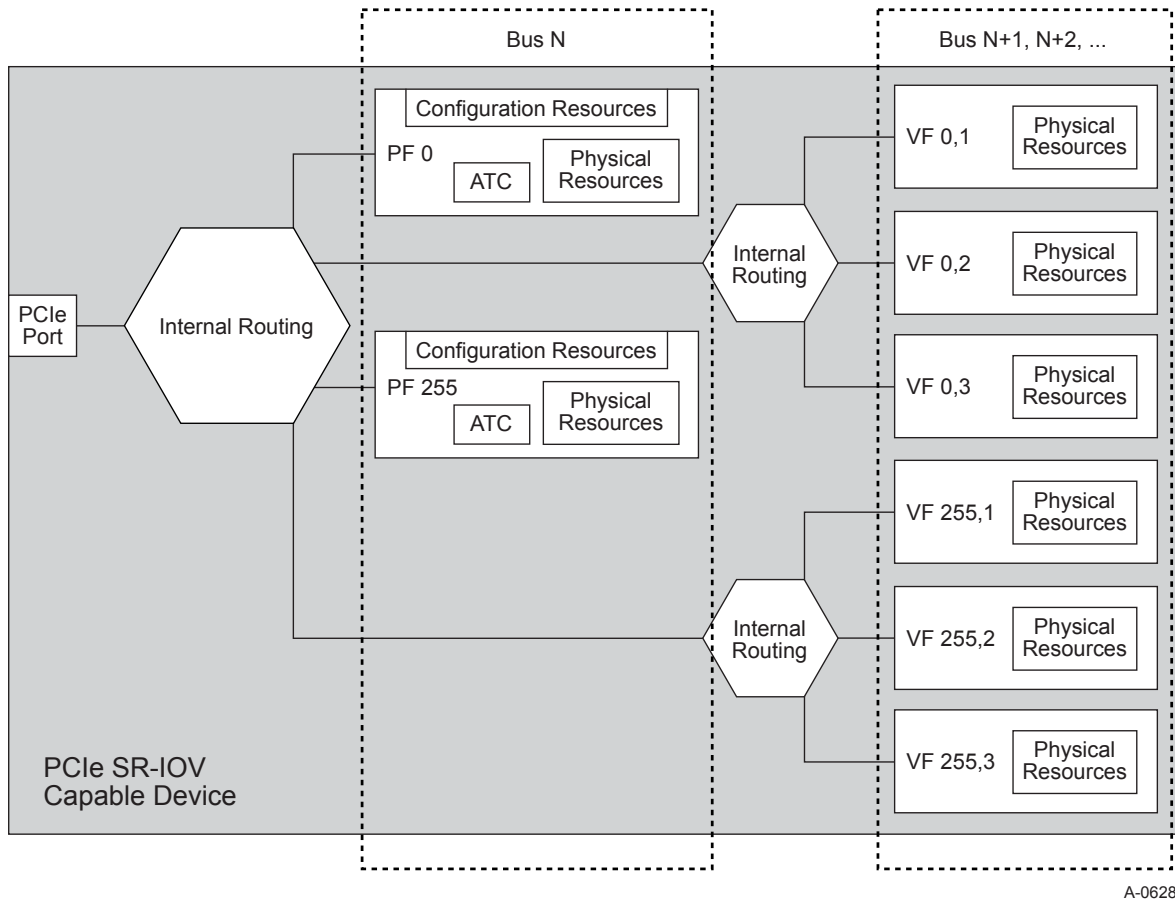 Bus N
Bus N+1, N+2, ...
Configuration Resources
PF 0
ATC
Physical
Resources
VF 0,1
Physical
Resources
Internal
Routing
VF 0,2
Physical
Resources
PCIe
Port
Internal Routing
Configuration Resources
PF 255
ATC
Physical
Resources
VF 0,3
Physical
Resources
VF 255,1
Physical
Resources
Internal
Routing
VF 255,2
Physical
Resources
VF 255,3
Physical
Resources
PCIe SR-IOV
Capable Device
A-0628